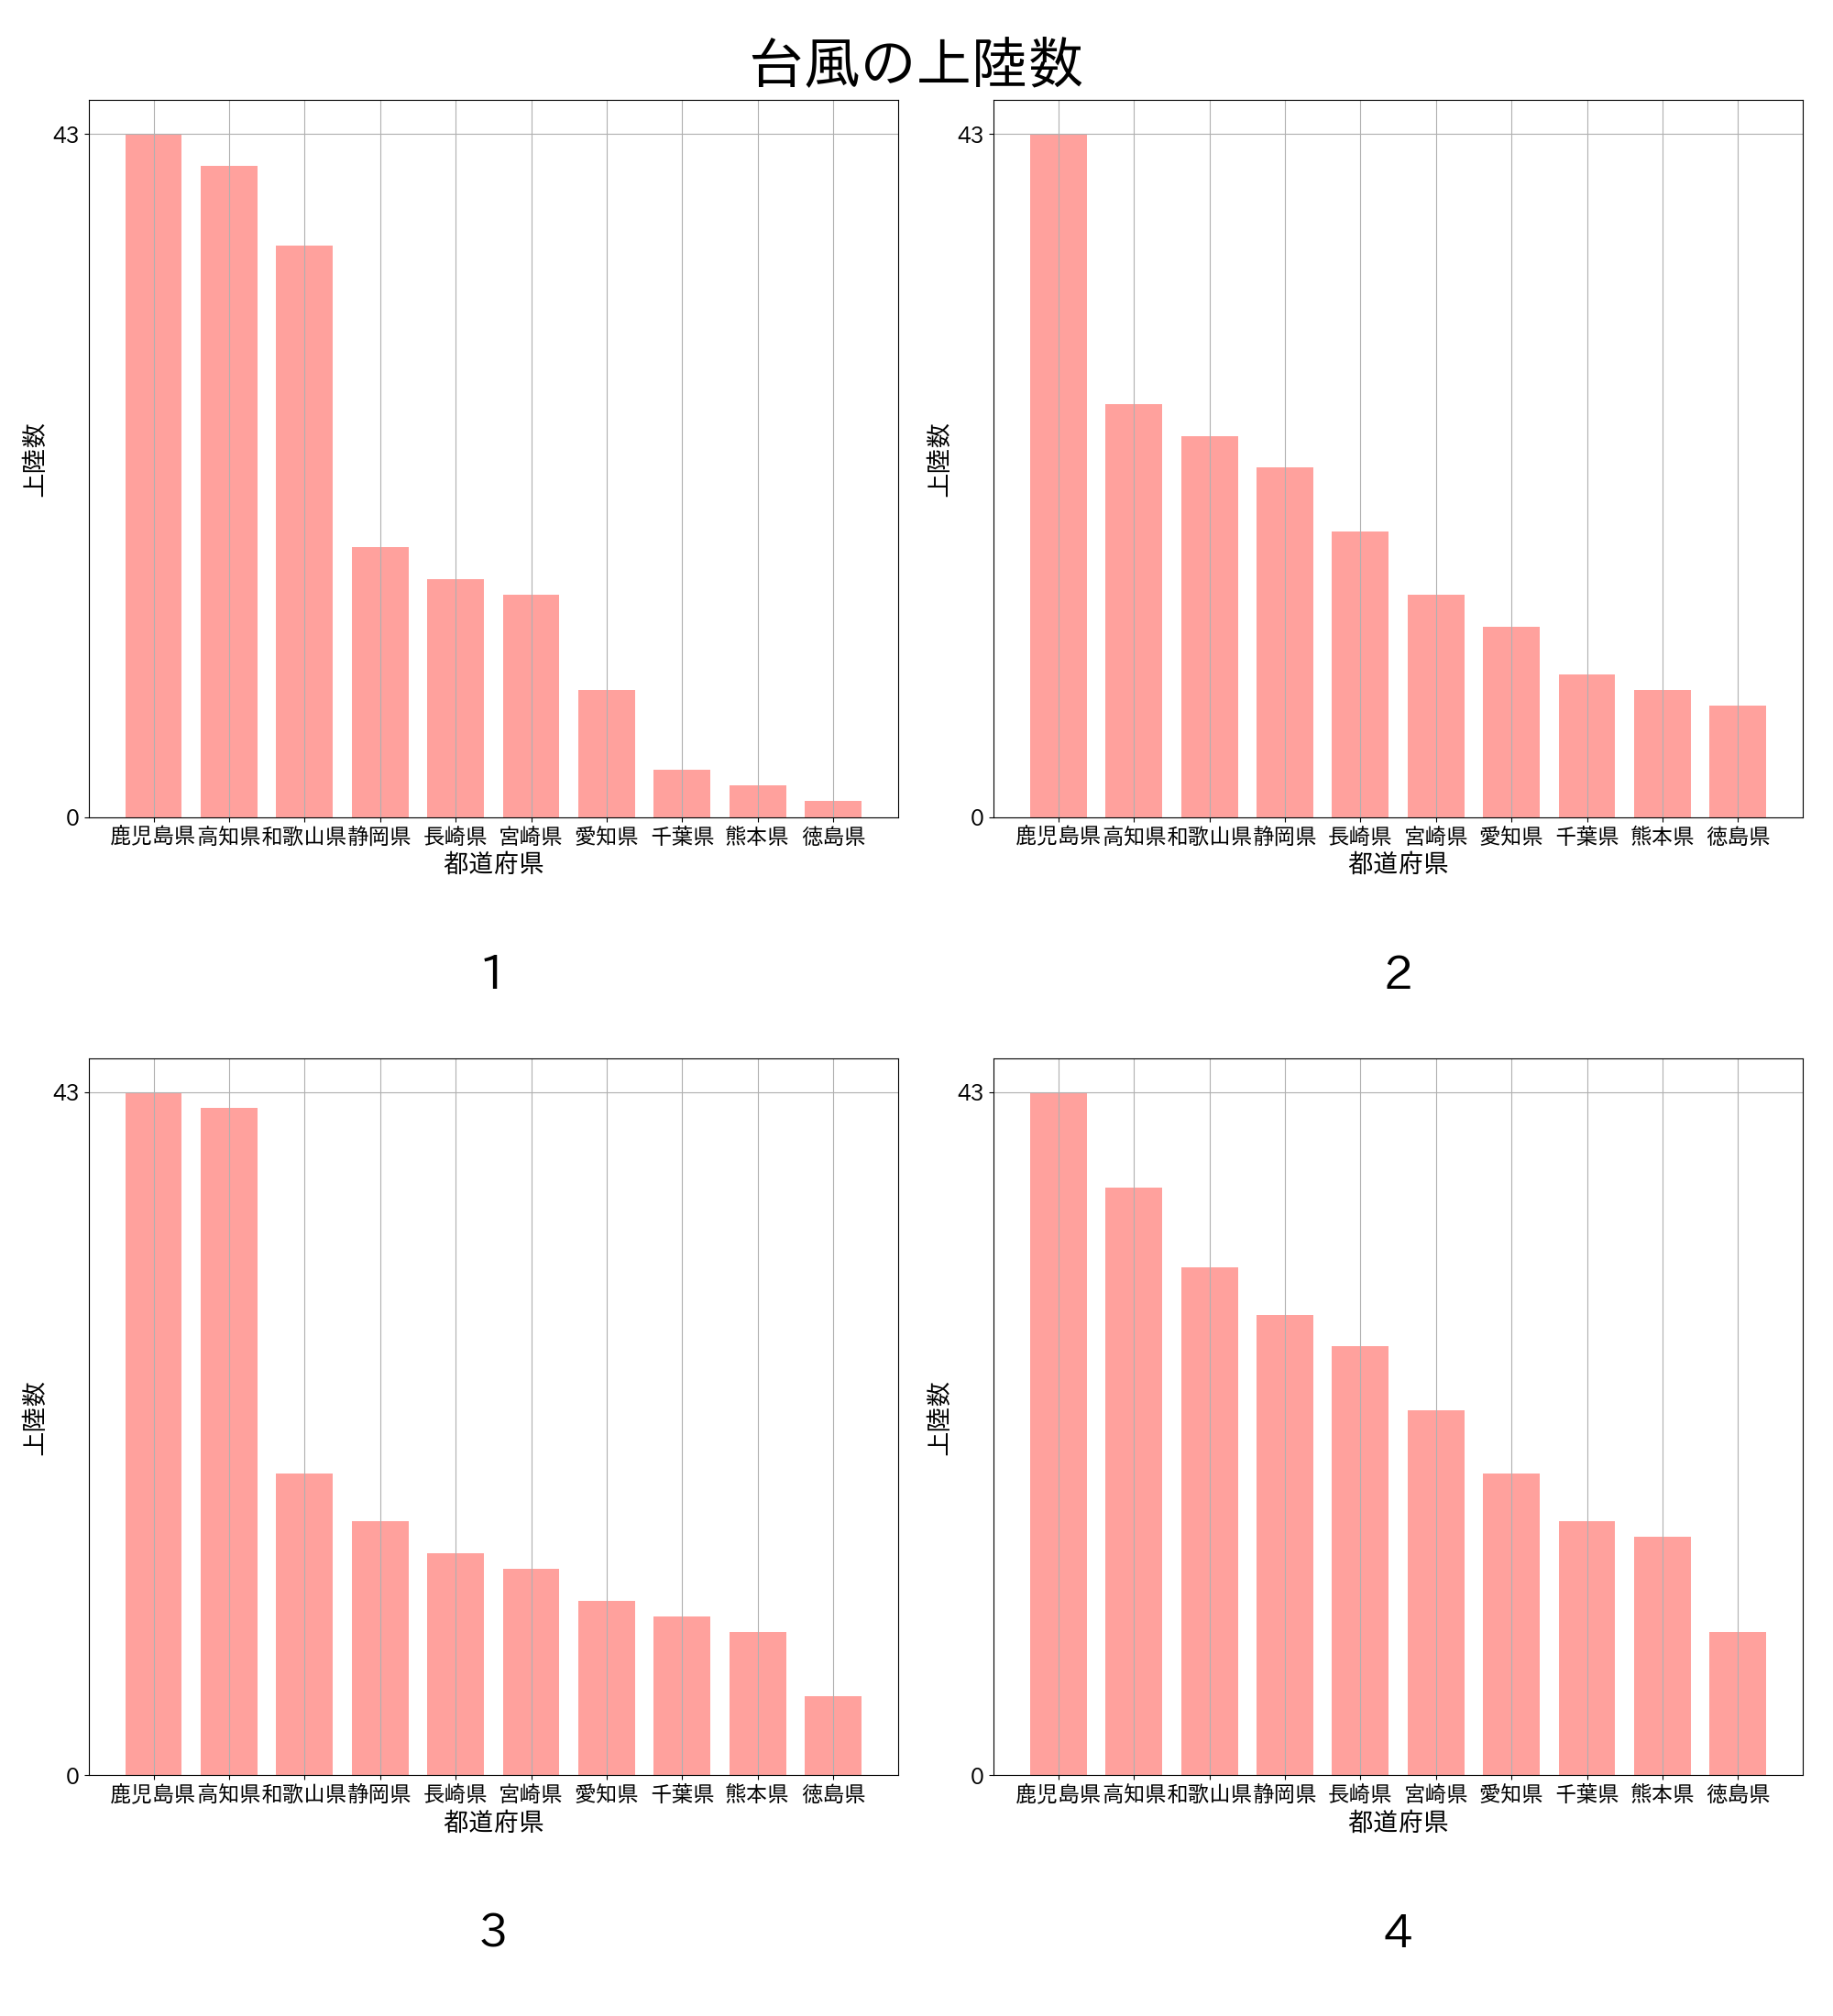 台風の上陸数
43
0
上陸数
鹿児島県 高知県 和歌山県 静岡県 長崎県 宮崎県 愛知県 千葉県 熊本県 徳島県
都道府県
1
43
0
上陸数
鹿児島県 高知県 和歌山県 静岡県 長崎県 宮崎県 愛知県 千葉県 熊本県 徳島県
都道府県
2
43
0
上陸数
鹿児島県 高知県 和歌山県 静岡県 長崎県 宮崎県 愛知県 千葉県 熊本県 徳島県
都道府県
3
43
0
上陸数
鹿児島県 高知県 和歌山県 静岡県 長崎県 宮崎県 愛知県 千葉県 熊本県 徳島県
都道府県
4